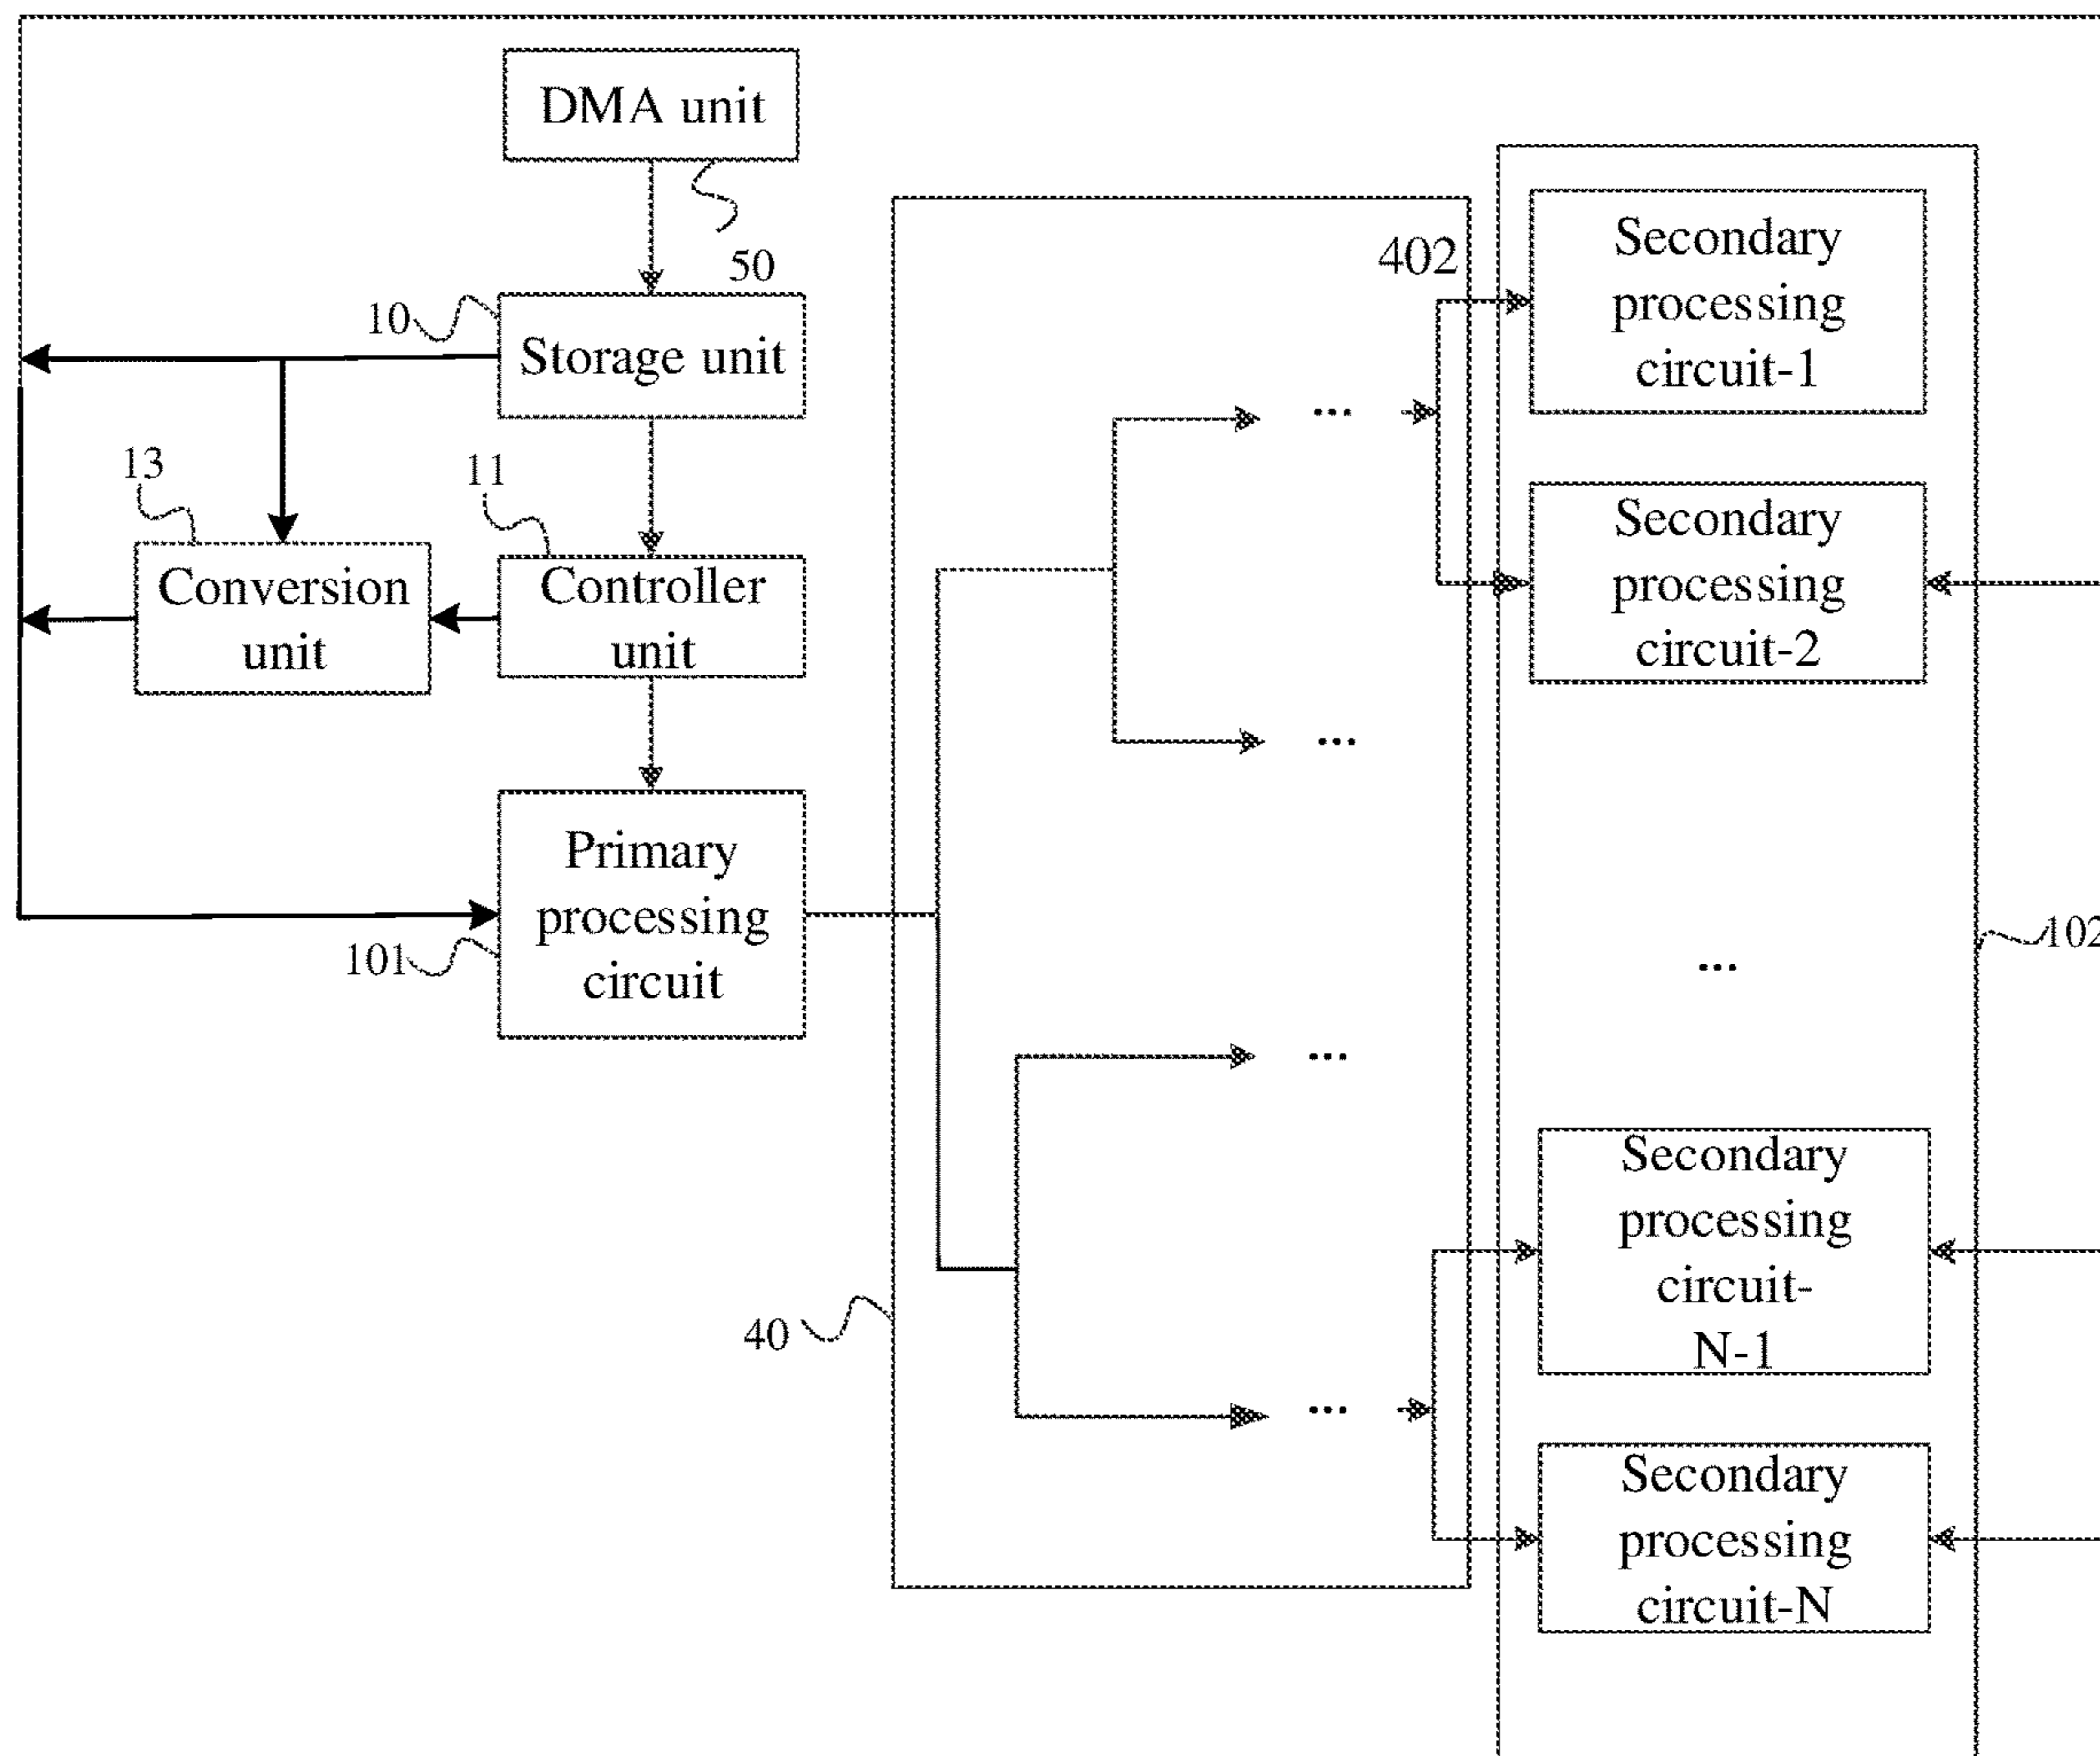 DMA unit
50
10
Storage unit
13
11
Conversion
unit
Controller
unit
Primary
processing
circuit
101
40
402
...
...
...
...
Secondary
processing
circuit-1
Secondary
processing
circuit-2
...
102
Secondary
processing
circuit-
N-1
Secondary
processing
circuit-N